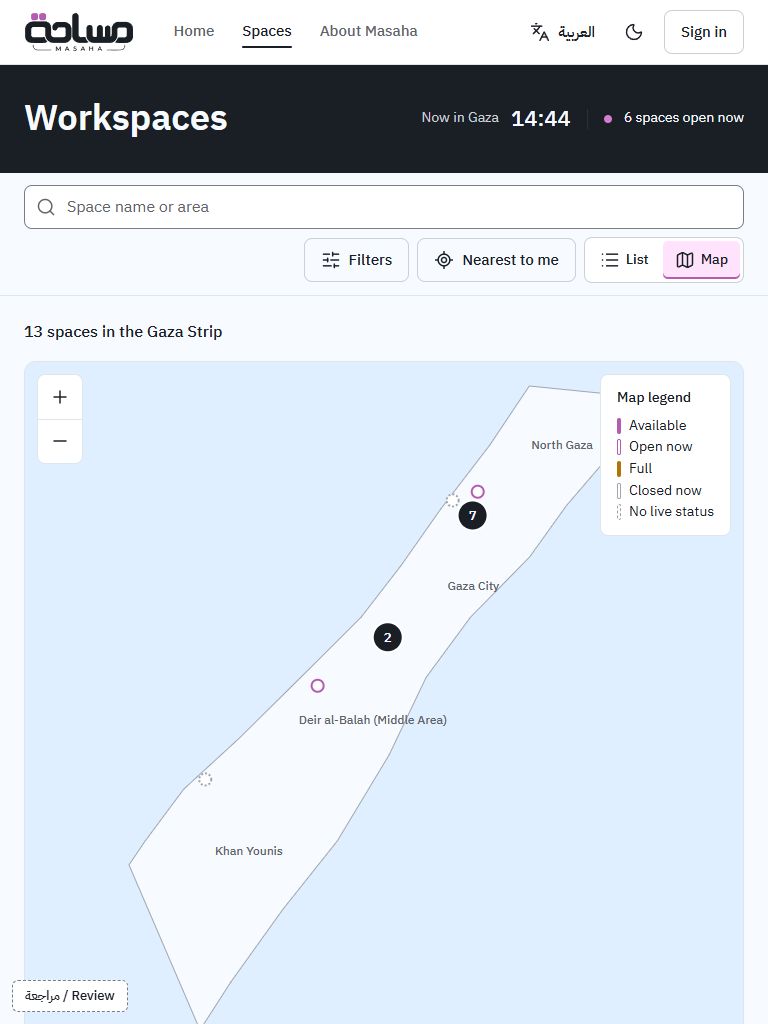 مساحة
MASAHA
Home
Spaces
About Masaha
العربية
Sign in
Workspaces
Now in Gaza 14:44
6 spaces open now
Space name or area
Filters
Nearest to me
List
Map
13 spaces in the Gaza Strip
+
−
Map legend
Available
Open now
Full
Closed now
No live status
North Gaza
7
Gaza City
2
Deir al-Balah (Middle Area)
Khan Younis
مراجعة / Review